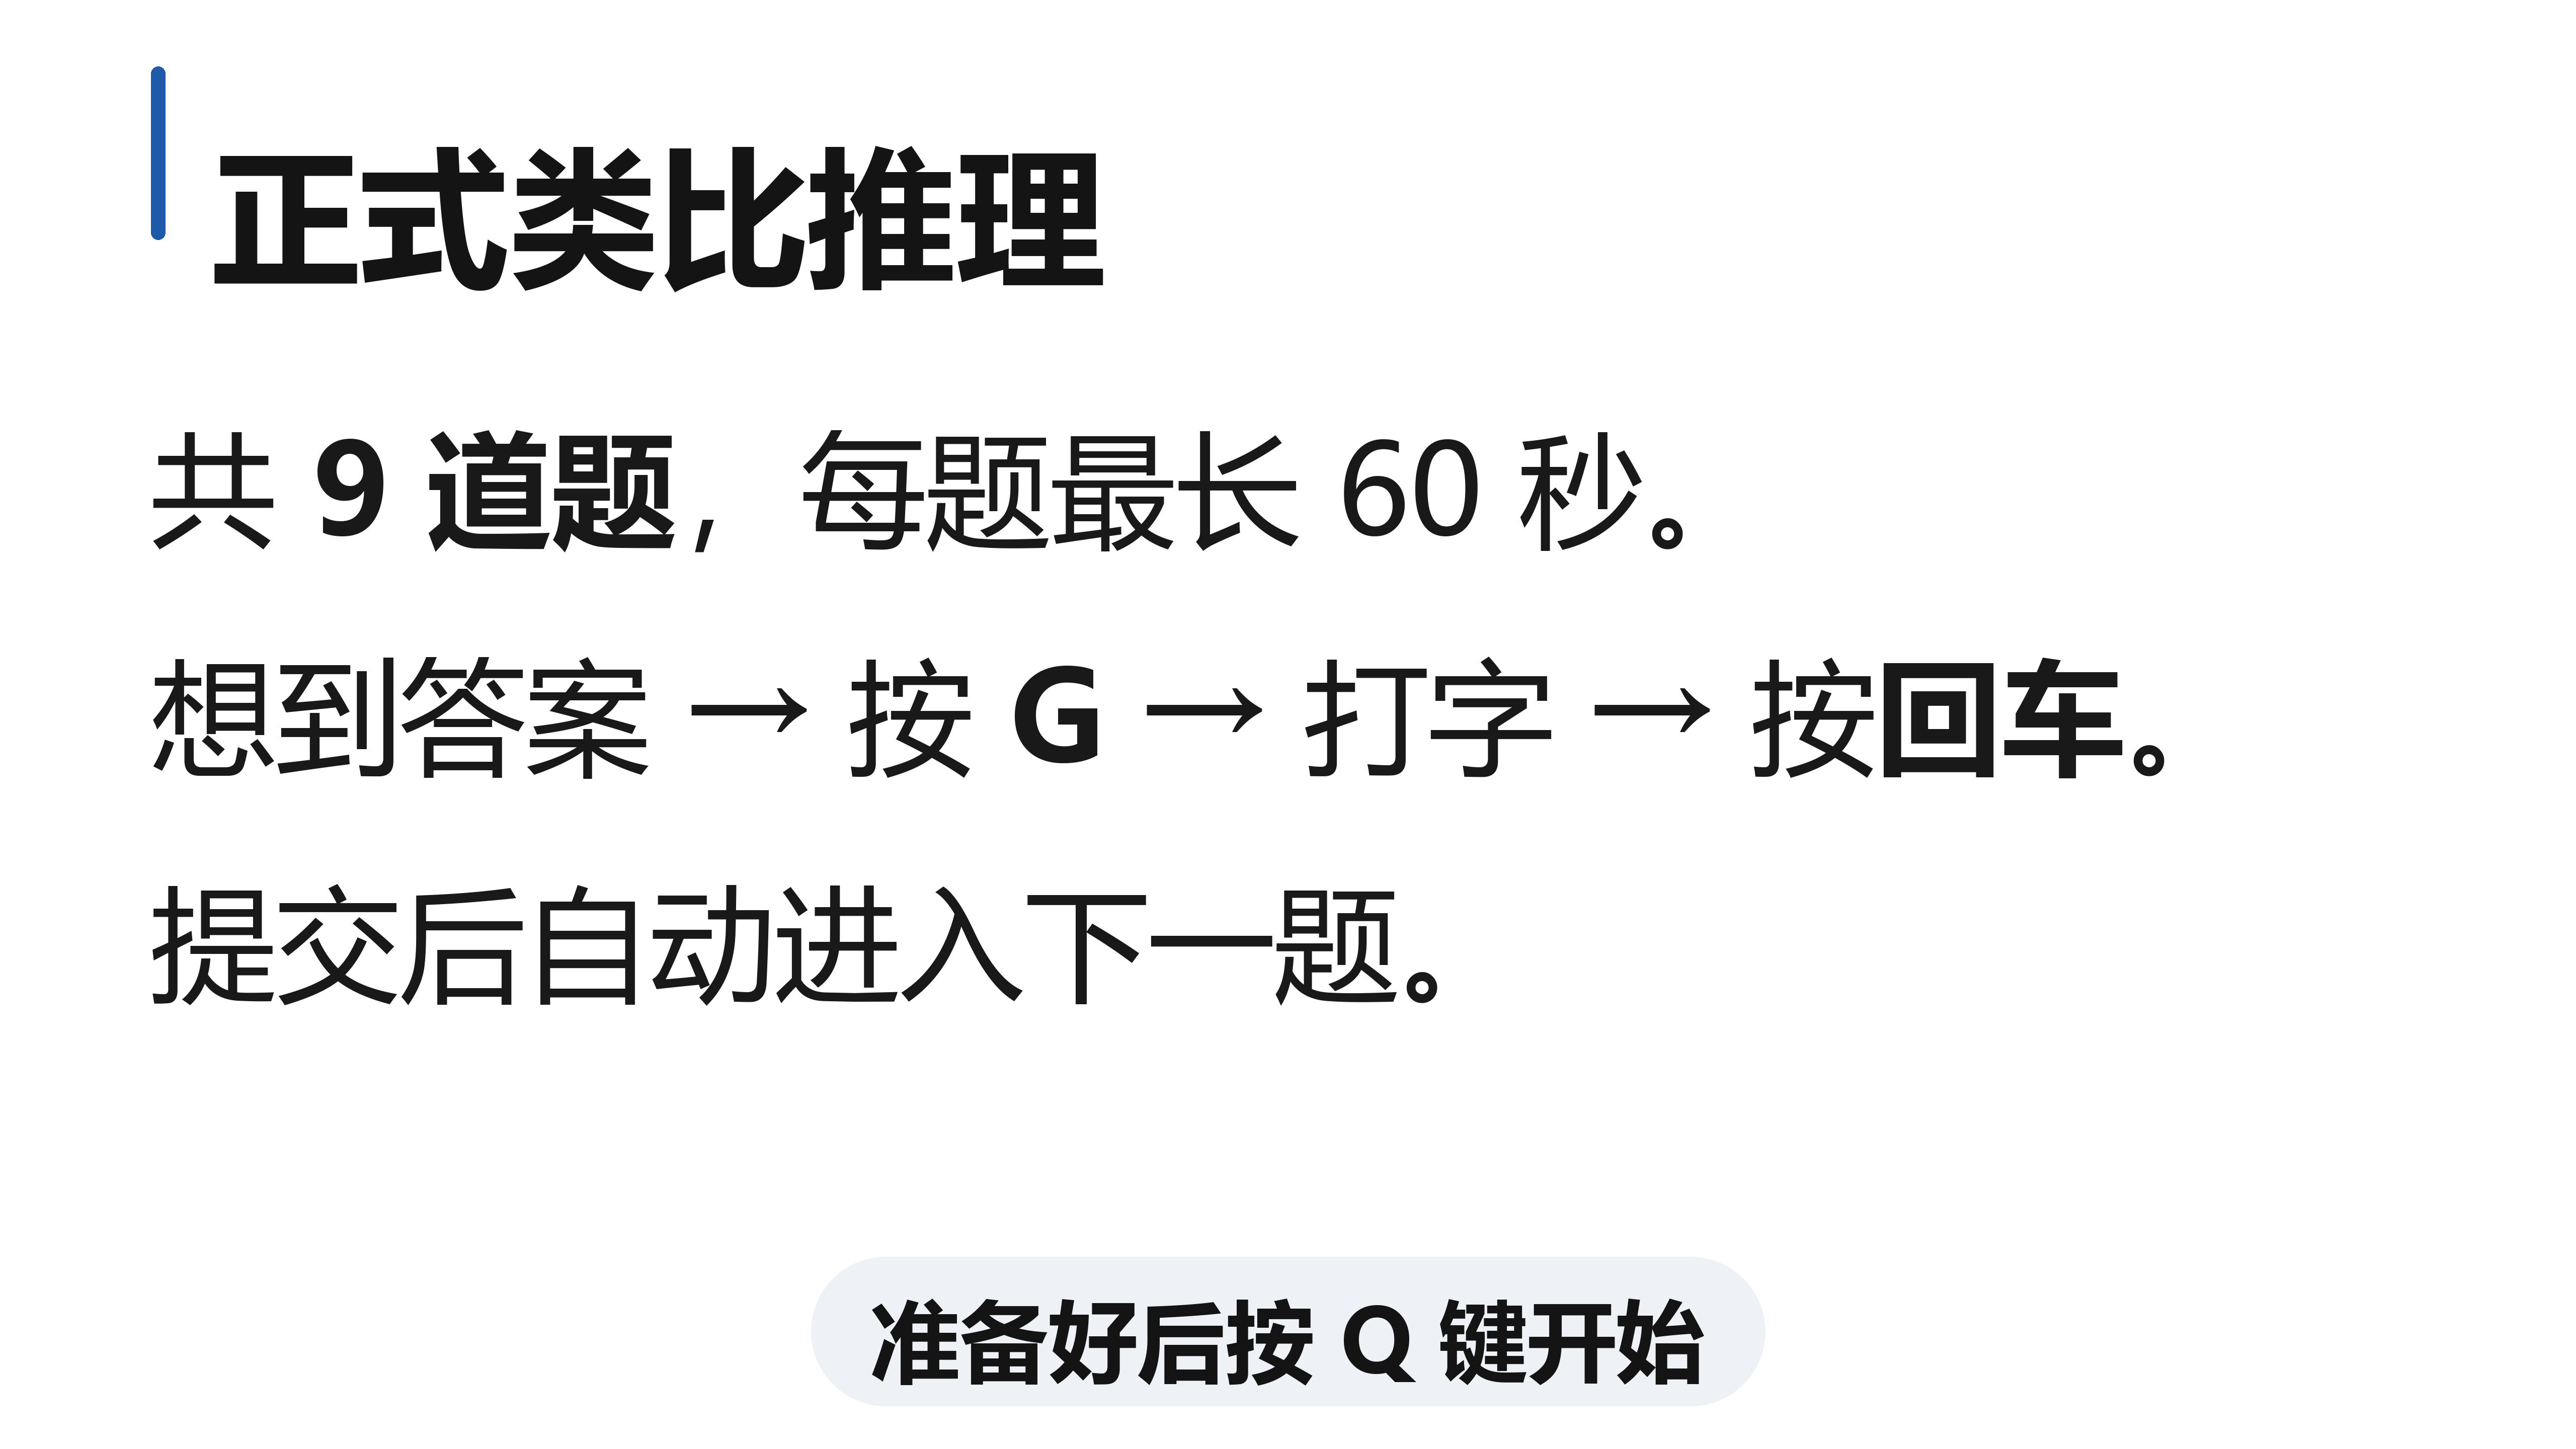 正式类比推理
共 9 道题，每题最长 60 秒。
想到答案 → 按 G → 打字 → 按回车。
提交后自动进入下一题。
准备好后按 Q 键开始